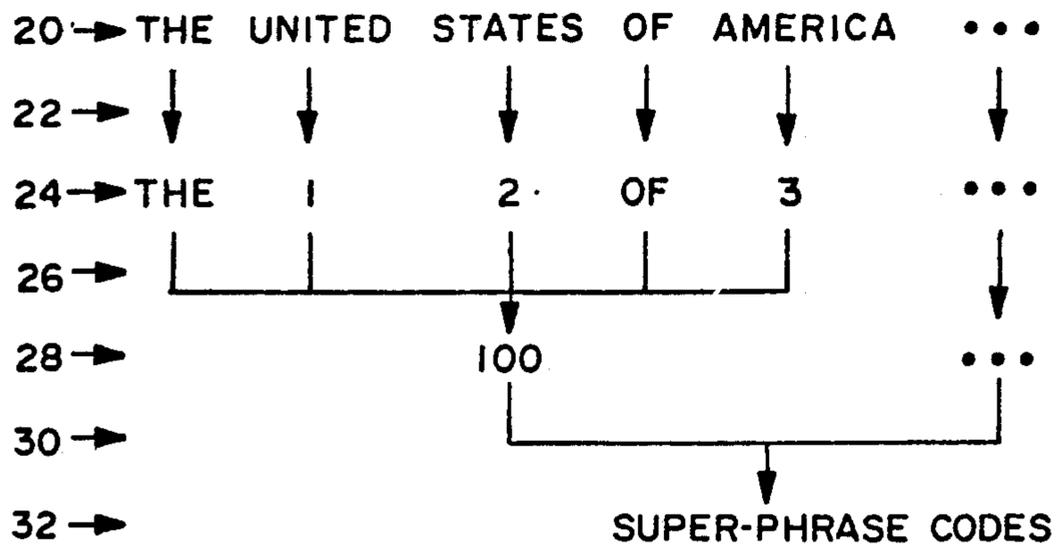 20 THE UNITED STATES OF AMERICA •••
22
24 THE 1 2 OF 3 •••
26
28 100 •••
30
32 SUPER-PHRASE CODES